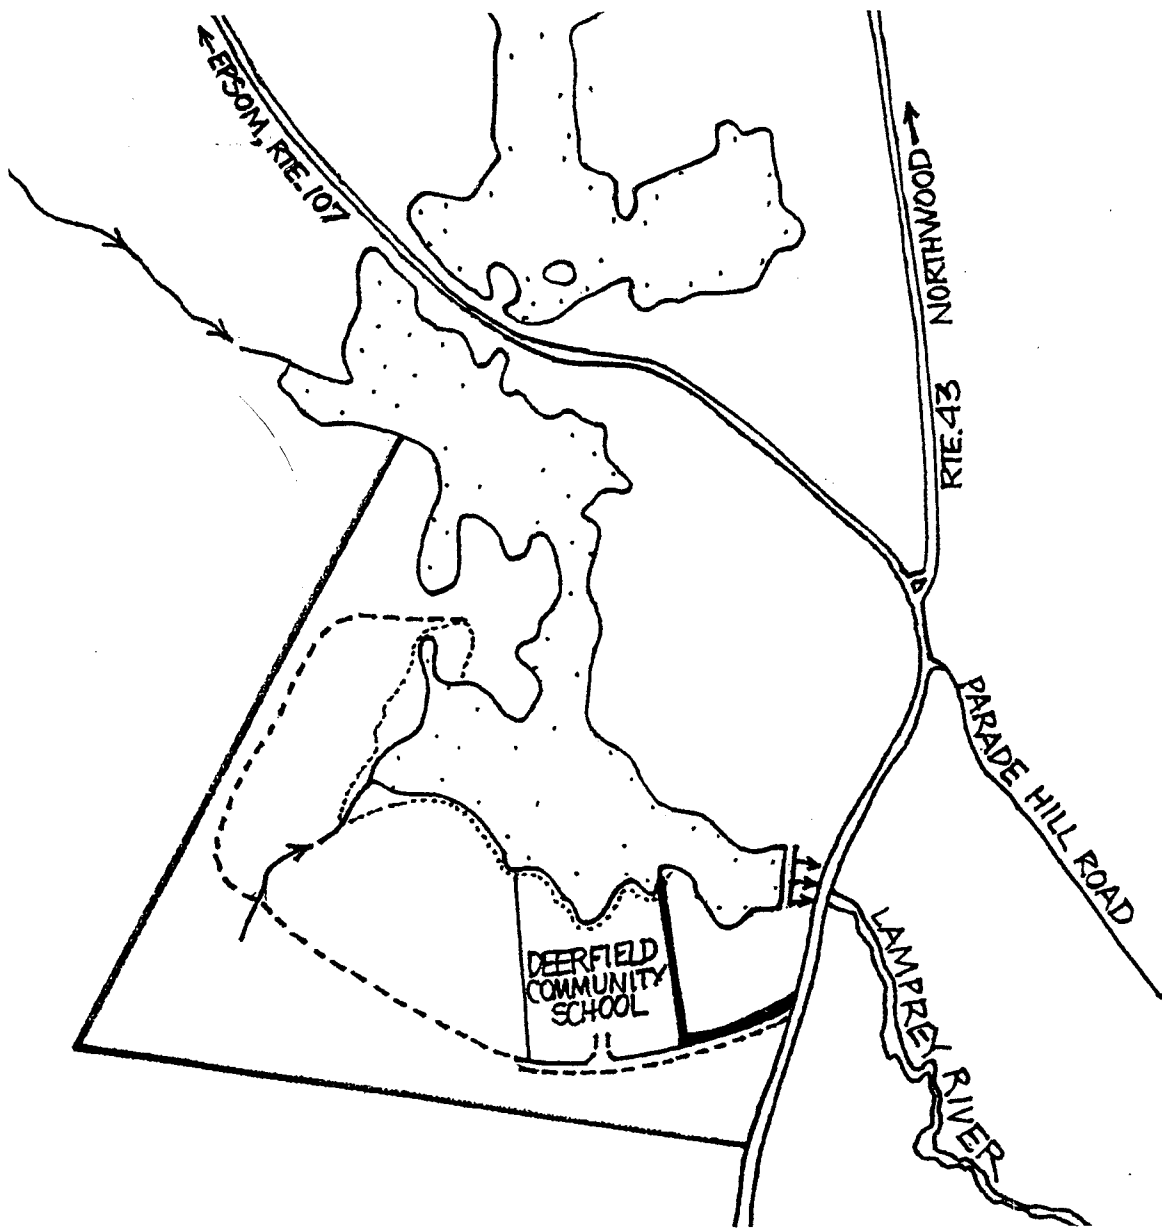 ←EPSOM, RTE.107
RTE.43 NORTHWOOD→
PARADE HILL ROAD
DEERFIELD
COMMUNITY
SCHOOL
LAMPREY RIVER